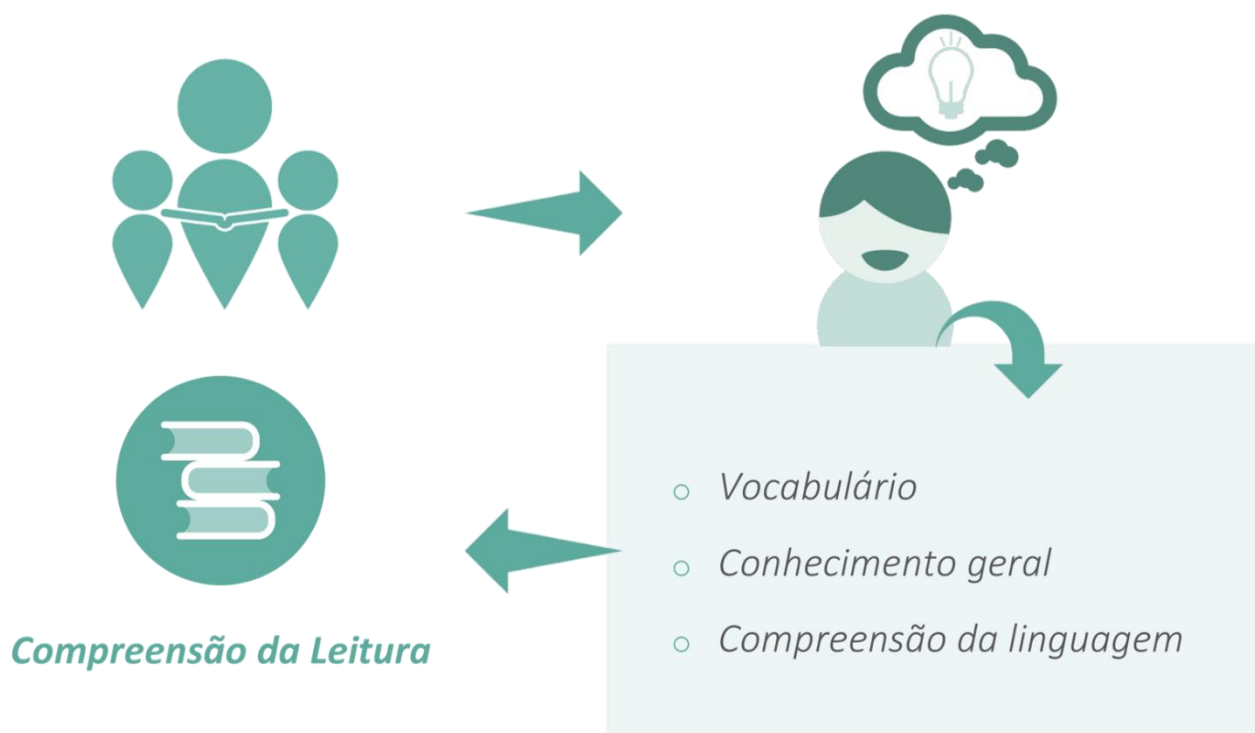 Vocabulário
Conhecimento geral
Compreensão da linguagem
Compreensão da Leitura